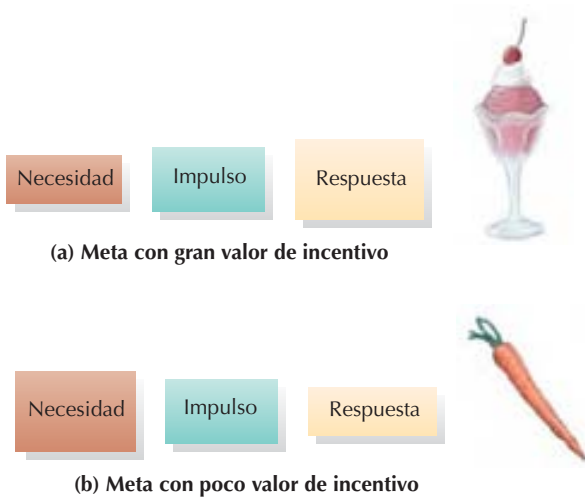 Necesidad Impulso Respuesta
(a) Meta con gran valor de incentivo
Necesidad Impulso Respuesta
(b) Meta con poco valor de incentivo